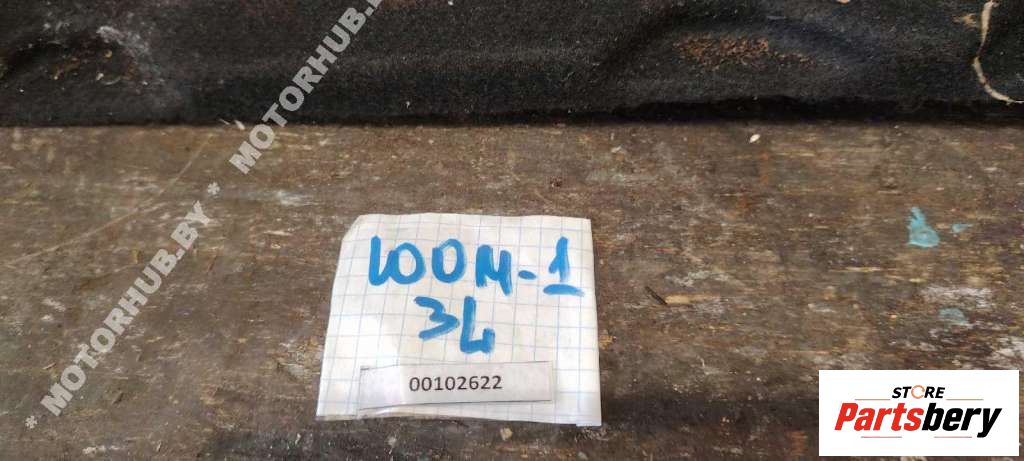 * MOTORHUB.BY * MOTORHUB.BY
100M-1
34
00102622
STORE
Partsbery